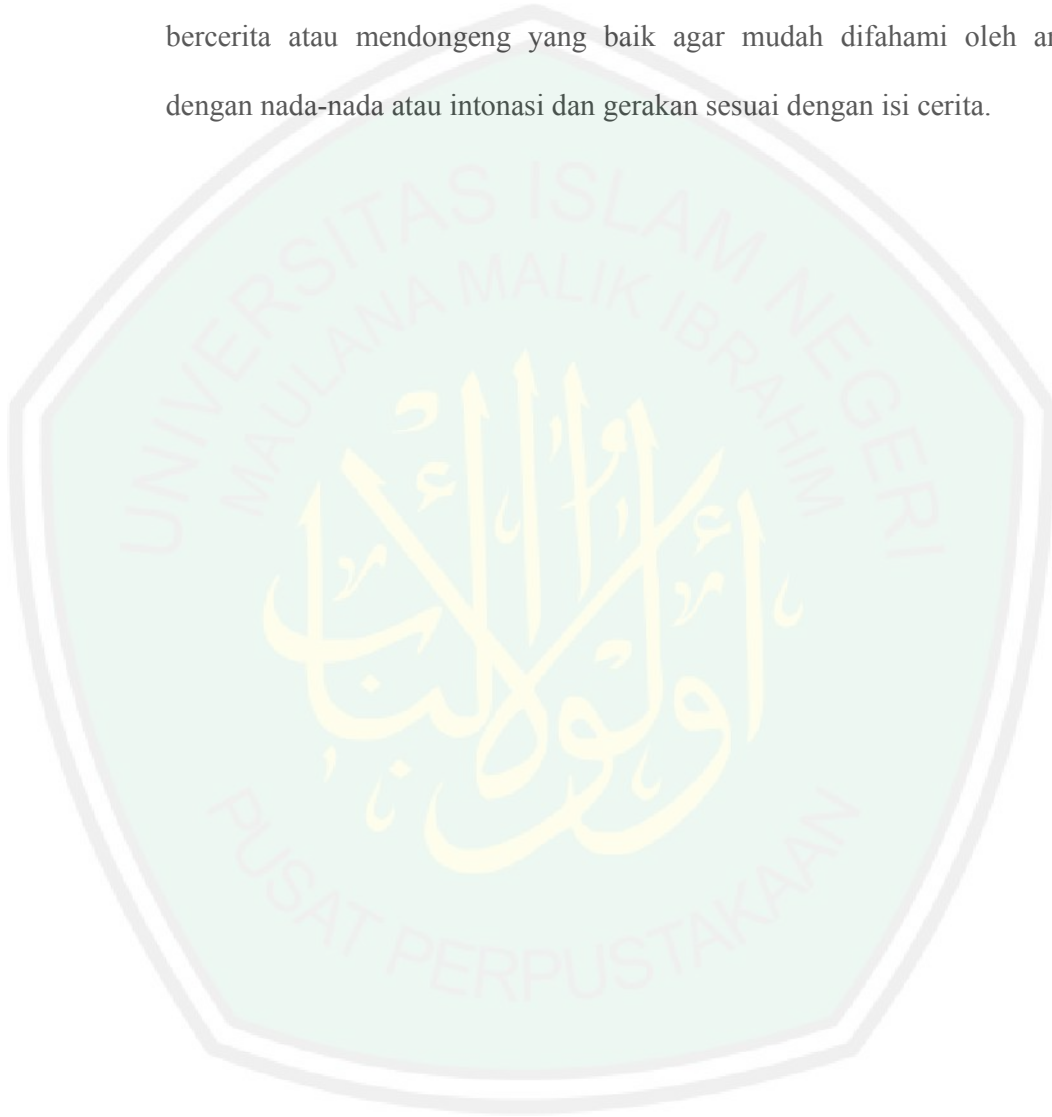 bercerita atau mendongeng yang baik agar mudah difahami oleh
dengan nada-nada atau intonasi dan gerakan sesuai dengan isi cerita.
UNIVERSITAS ISLAM NEGERI
MAULANA MALIK IBRAHIM
PUSAT PERPUSTAKAAN